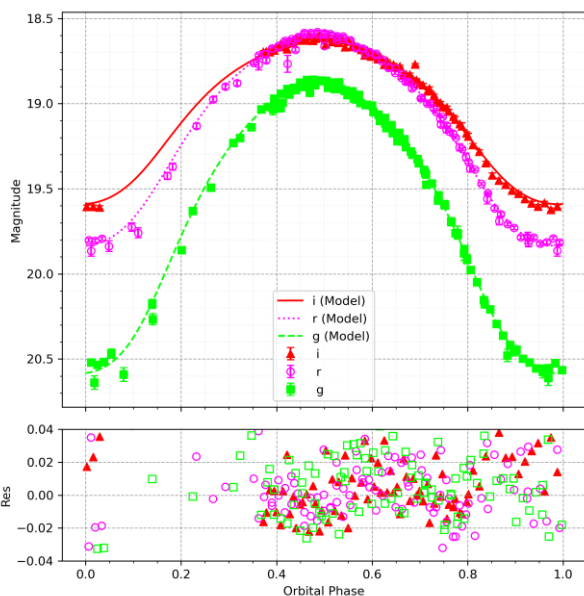 18.5
19.0
19.5
20.0
20.5
Magnitude
i (Model)
r (Model)
g (Model)
i
r
g
0.04
0.02
0.00
−0.02
−0.04
Res
0.0 0.2 0.4 0.6 0.8 1.0
Orbital Phase